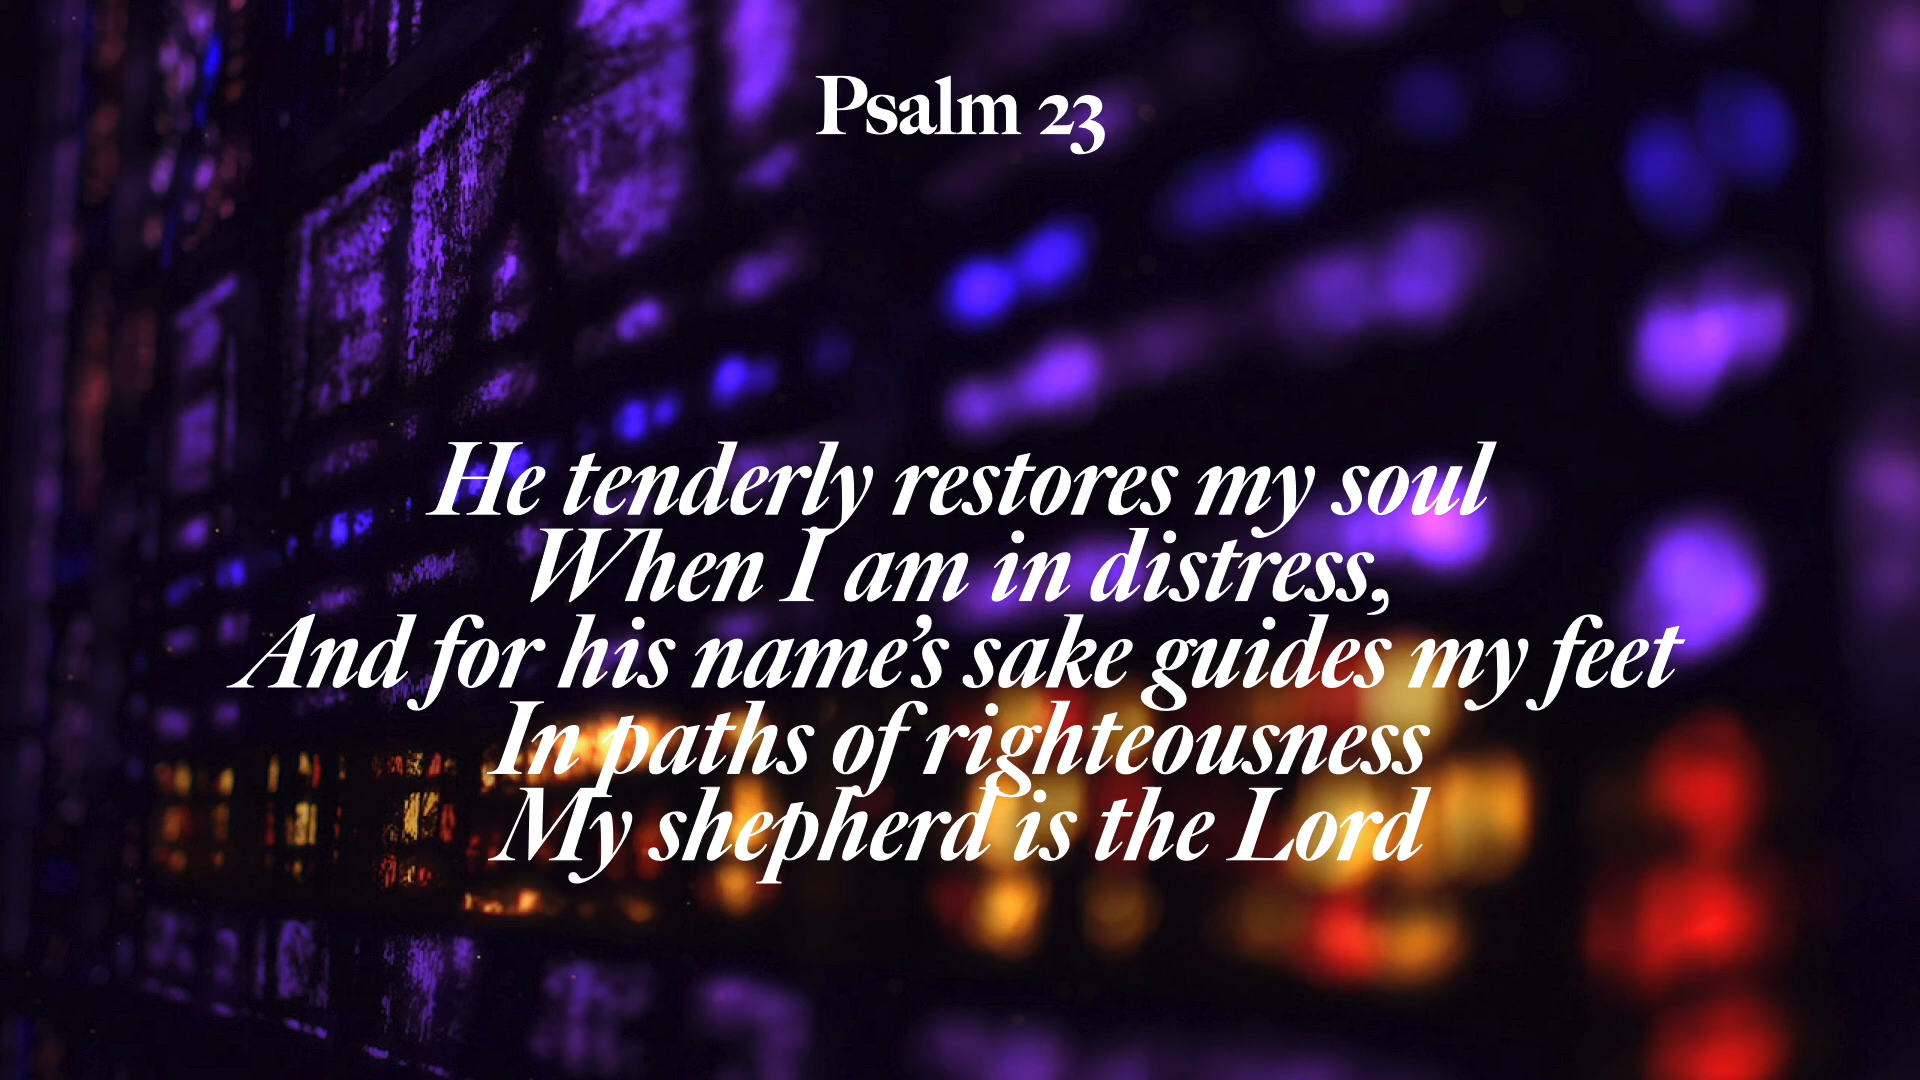 Psalm 23
He tenderly restores my soul
When I am in distress,
And for his name’s sake guides my feet
In paths of righteousness
My shepherd is the Lord